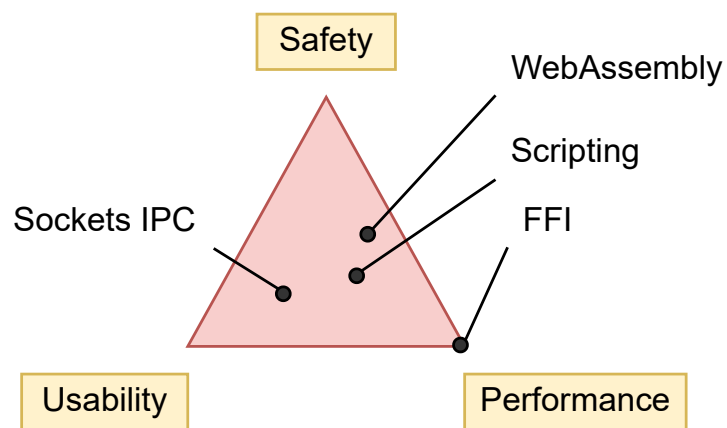 Safety
WebAssembly
Scripting
Sockets IPC
FFI
Usability
Performance